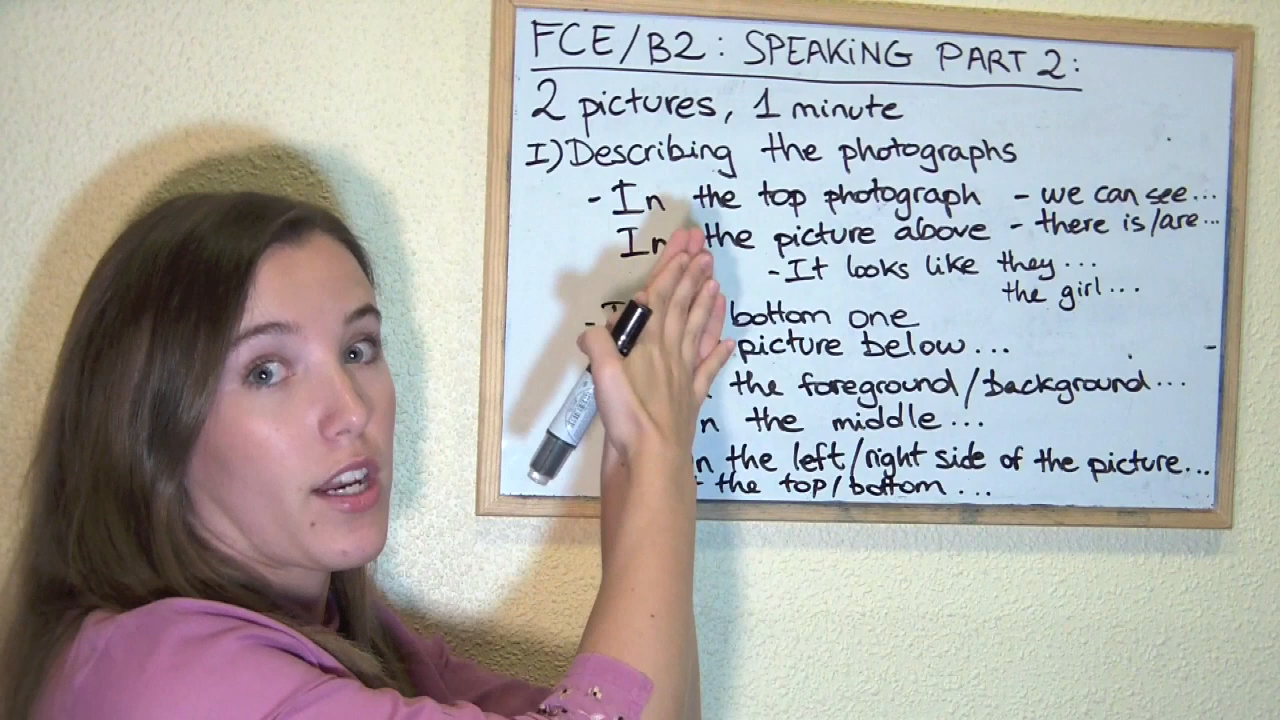 FCE/B2: SPEAKING PART 2:
2 pictures, 1 minute
I) Describing the photographs
- In the top photograph - we can see...
In the picture above - there is/are...
- It looks like they...
the girl...
bottom one
picture below...
the foreground/background...
the middle...
the left/right side of the picture...
the top/bottom...